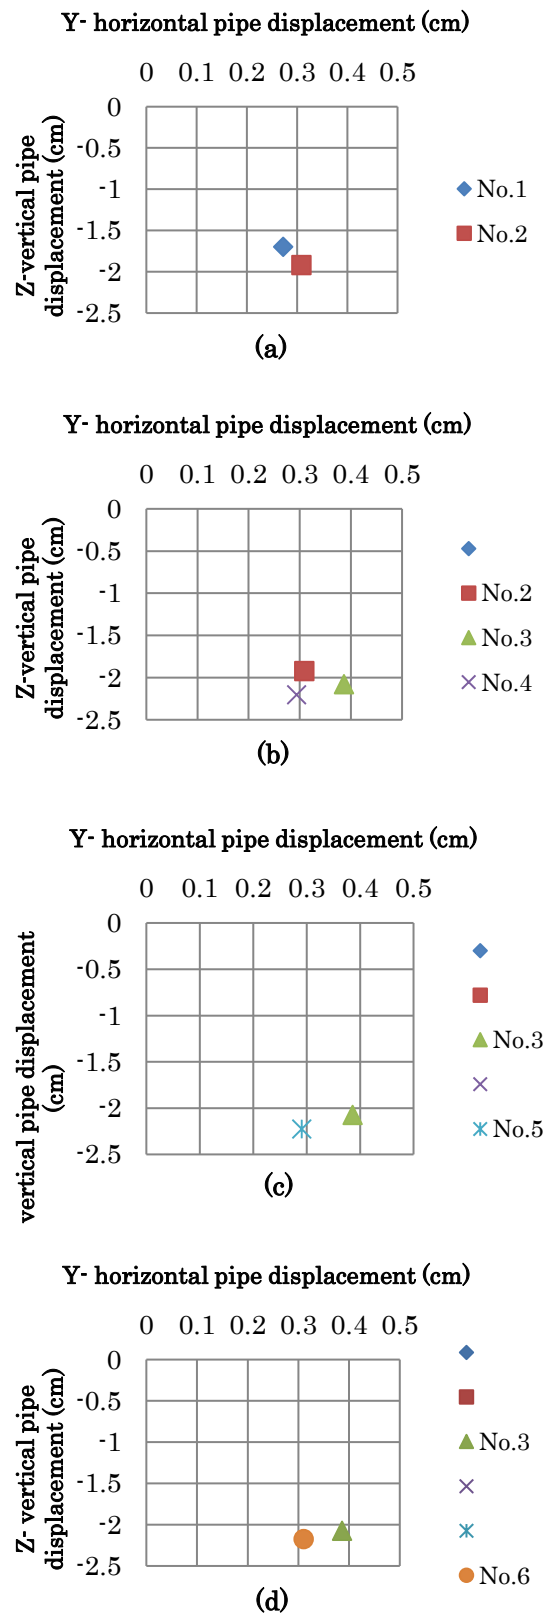 Y- horizontal pipe displacement (cm)
0 0.1 0.2 0.3 0.4 0.5
0
-0.5
-1
-1.5
-2
-2.5
Z-vertical pipe
displacement (cm)
No.1
No.2
(a)
Y- horizontal pipe displacement (cm)
0 0.1 0.2 0.3 0.4 0.5
0
-0.5
-1
-1.5
-2
-2.5
Z-vertical pipe
displacement (cm)
No.2
No.3
No.4
(b)
Y- horizontal pipe displacement (cm)
0 0.1 0.2 0.3 0.4 0.5
0
-0.5
-1
-1.5
-2
-2.5
vertical pipe displacement
(cm)
No.3
No.5
(c)
Y- horizontal pipe displacement (cm)
0 0.1 0.2 0.3 0.4 0.5
0
-0.5
-1
-1.5
-2
-2.5
Z- vertical pipe
displacement (cm)
No.3
No.6
(d)